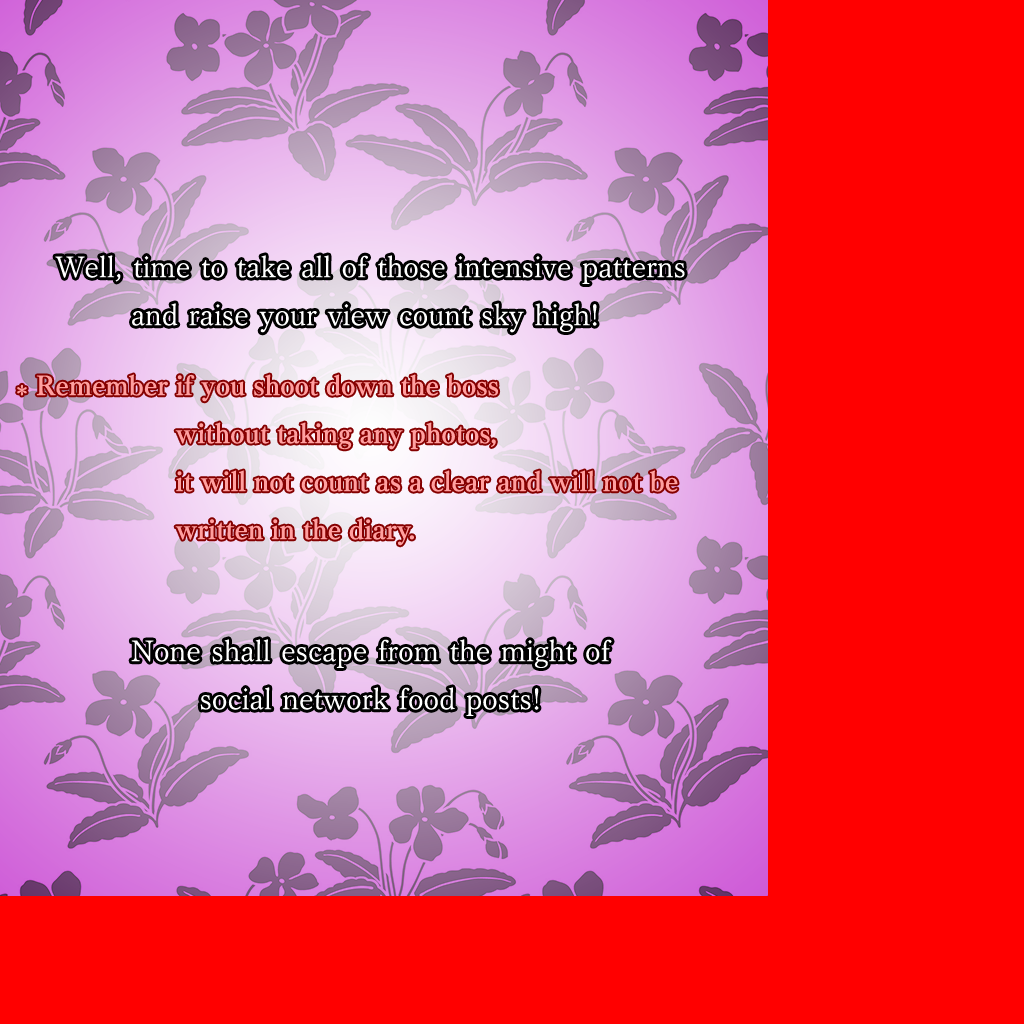 Well, time to take all of those intensive patterns
and raise your view count sky high!
* Remember if you shoot down the boss
without taking any photos,
it will not count as a clear and will not be
written in the diary.
None shall escape from the might of
social network food posts!